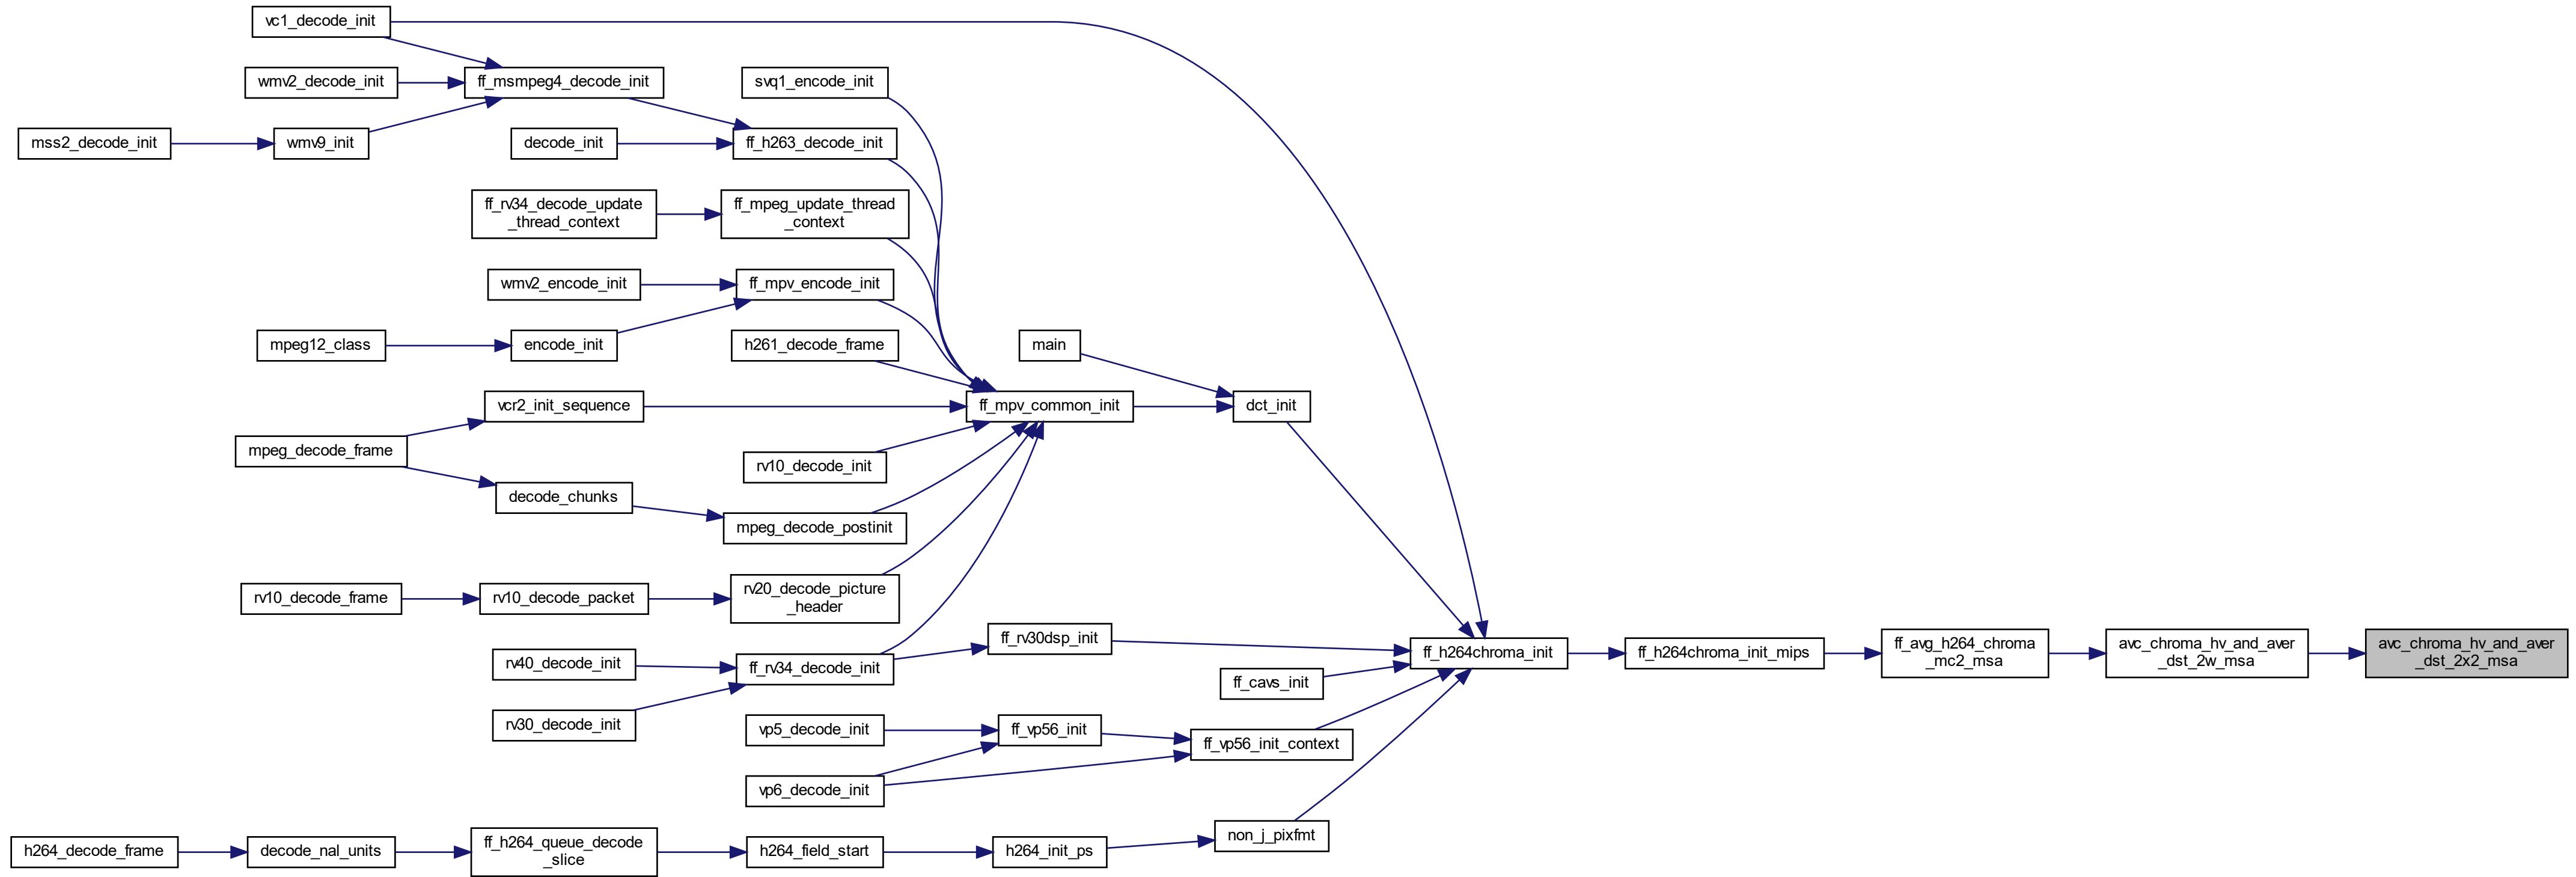 vc1_decode_init
wmv2_decode_init
ff_msmpeg4_decode_init
svq1_encode_init
mss2_decode_init
wmv9_init
decode_init
ff_h263_decode_init
ff_rv34_decode_update
_thread_context
ff_mpeg_update_thread
_context
wmv2_encode_init
ff_mpv_encode_init
mpeg12_class
encode_init
h261_decode_frame
main
vcr2_init_sequence
ff_mpv_common_init
dct_init
mpeg_decode_frame
rv10_decode_init
decode_chunks
mpeg_decode_postinit
rv10_decode_frame
rv10_decode_packet
rv20_decode_picture
_header
ff_rv30dsp_init
ff_h264chroma_init
ff_h264chroma_init_mips
ff_avg_h264_chroma
_mc2_msa
avc_chroma_hv_and_aver
_dst_2w_msa
avc_chroma_hv_and_aver
_dst_2x2_msa
rv40_decode_init
ff_rv34_decode_init
ff_cavs_init
rv30_decode_init
vp5_decode_init
ff_vp56_init
ff_vp56_init_context
vp6_decode_init
non_j_pixfmt
h264_decode_frame
decode_nal_units
ff_h264_queue_decode
_slice
h264_field_start
h264_init_ps